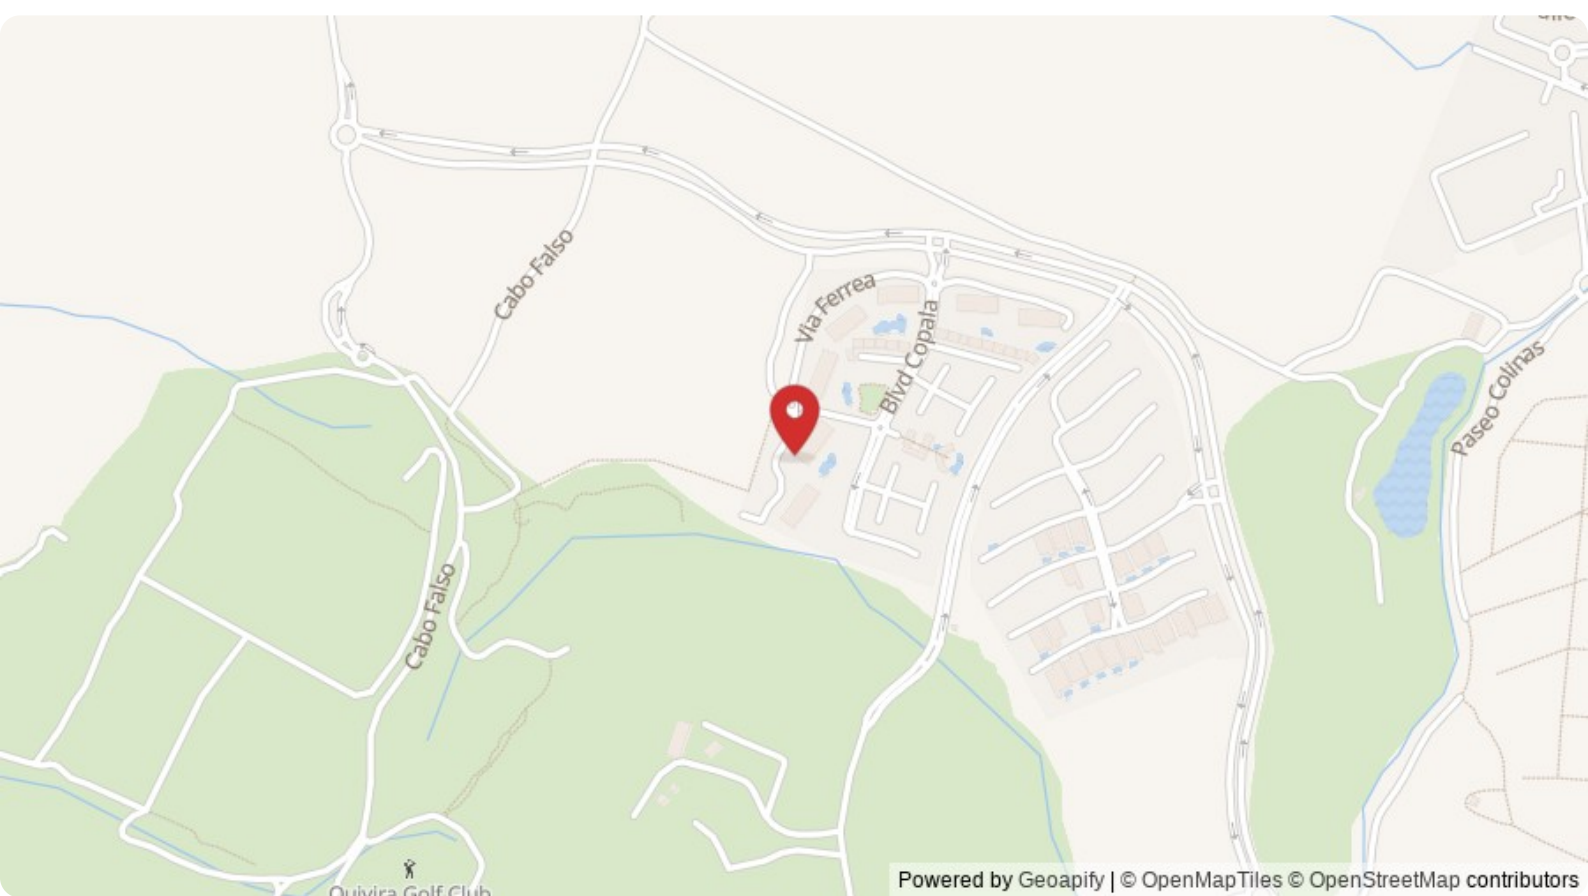 Cabo Falso
Via Ferrea
Blvd Copala
Paseo Colinas
Cabo Falso
Quivira Golf Club
Powered by Geoapify | © OpenMapTiles © OpenStreetMap contributors